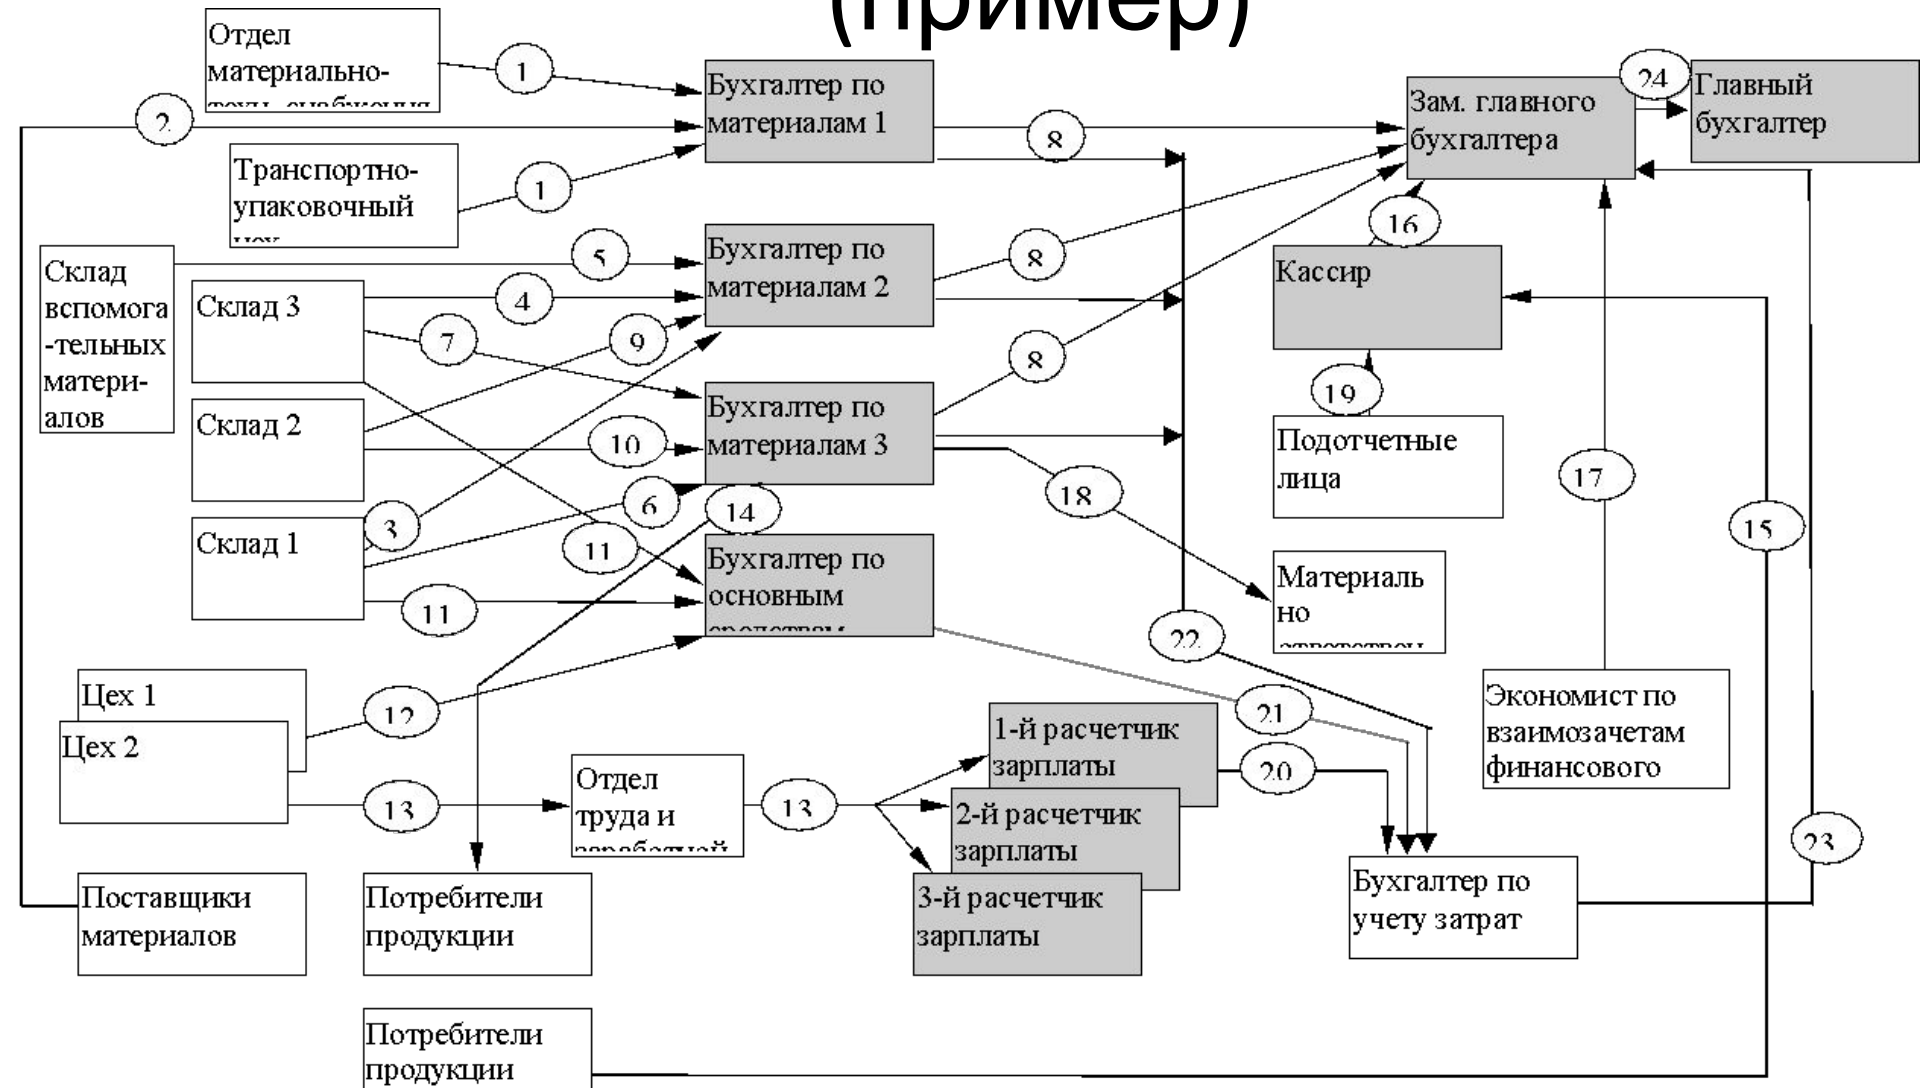 (пример)
Отдел
материально-
1
2
Бухгалтер по
материалам 1
8
Зам. главного
бухгалтера
24
Главный
бухгалтер
Транспортно-
упаковочный
1
16
Склад
вспомога
-тельных
матери-
алов
5
Бухгалтер по
материалам 2
8
Кассир
Склад 3
4
7
9
8
19
Склад 2
10
Бухгалтер по
материалам 3
18
Подотчетные
лица
17
15
Склад 1
3
6
14
11
11
Бухгалтер по
основным
22
Материаль
но
Цех 1
Цех 2
12
13
21
Экономист по
взаимозачетам
финансового
Отдел
труда и
13
1-й расчетчик
зарплаты
2-й расчетчик
зарплаты
3-й расчетчик
зарплаты
20
23
Поставщики
материалов
Потребители
продукции
Бухгалтер по
учету затрат
Потребители
продукции